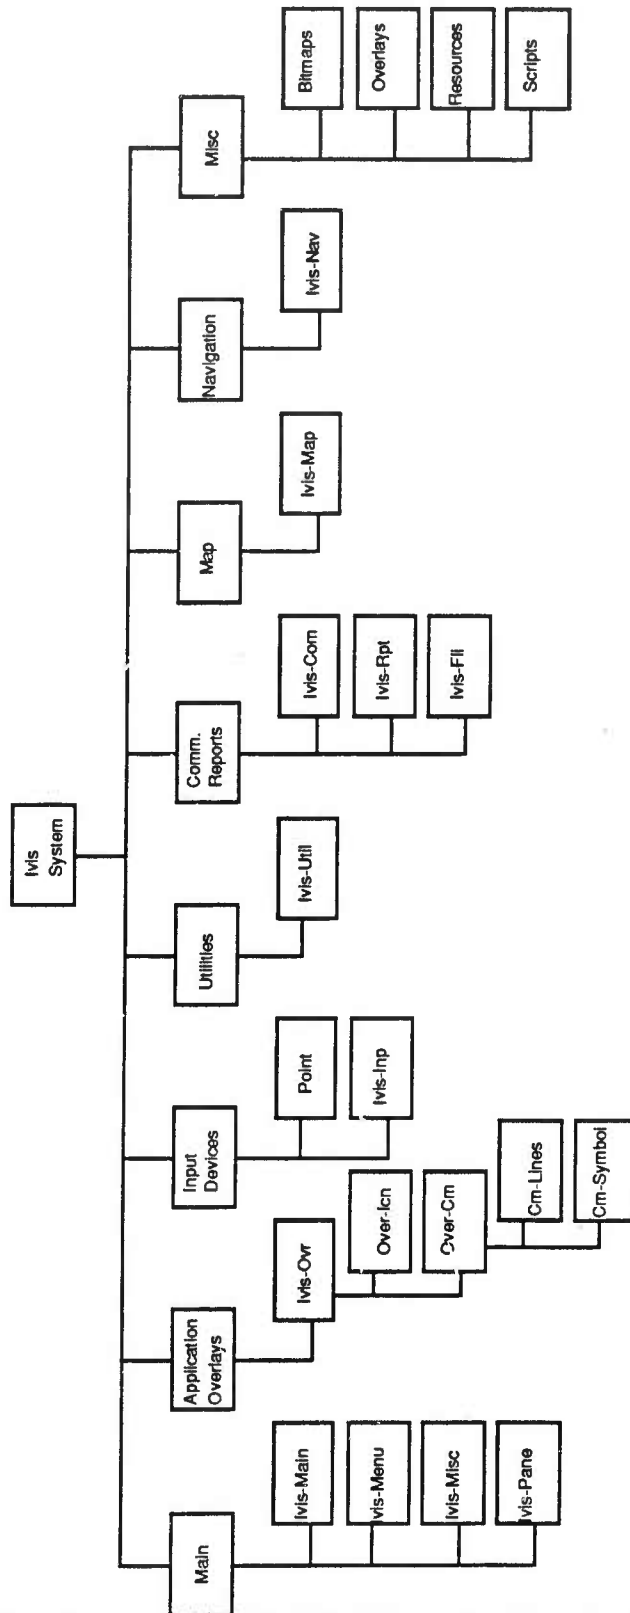 Ivis
System
Main
Ivis-Main
Ivis-Menu
Ivis-Misc
Ivis-Pane
Application
Overlays
Ivis-Ovr
Over-Icn
Over-Cm
Cm-Lines
Cm-Symbol
Input
Devices
Point
Ivis-Inp
Utilities
Ivis-Util
Comm.
Reports
Ivis-Com
Ivis-Rpt
Ivis-Fli
Map
Ivis-Map
Navigation
Ivis-Nav
Misc
Bitmaps
Overlays
Resources
Scripts